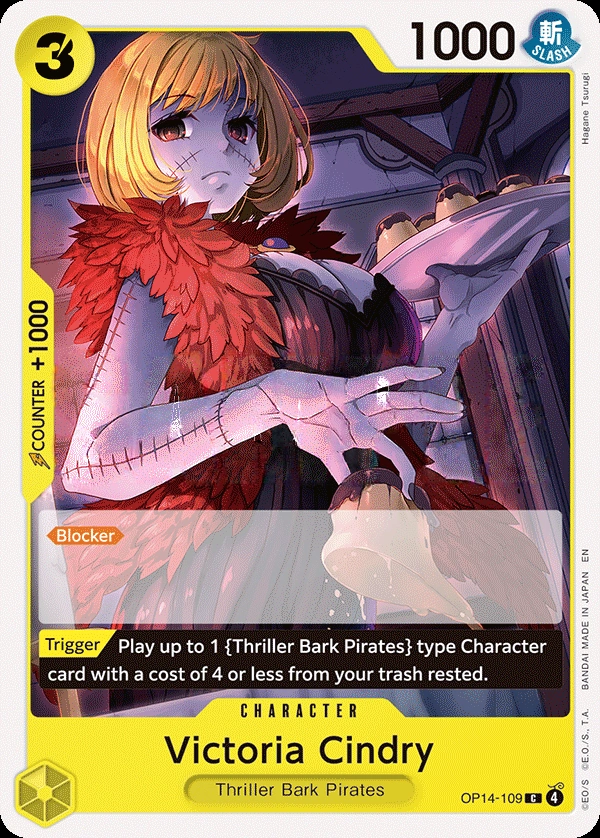 3
1000
斬
SLASH
Hagane Tsurugi
COUNTER +1000
Blocker
Trigger Play up to 1 {Thriller Bark Pirates} type Character
card with a cost of 4 or less from your trash rested.
CHARACTER
Victoria Cindry
Thriller Bark Pirates
OP14-109 C 4
©E.O/S ©E.O./S., T.A. BANDAI MADE IN JAPAN EN